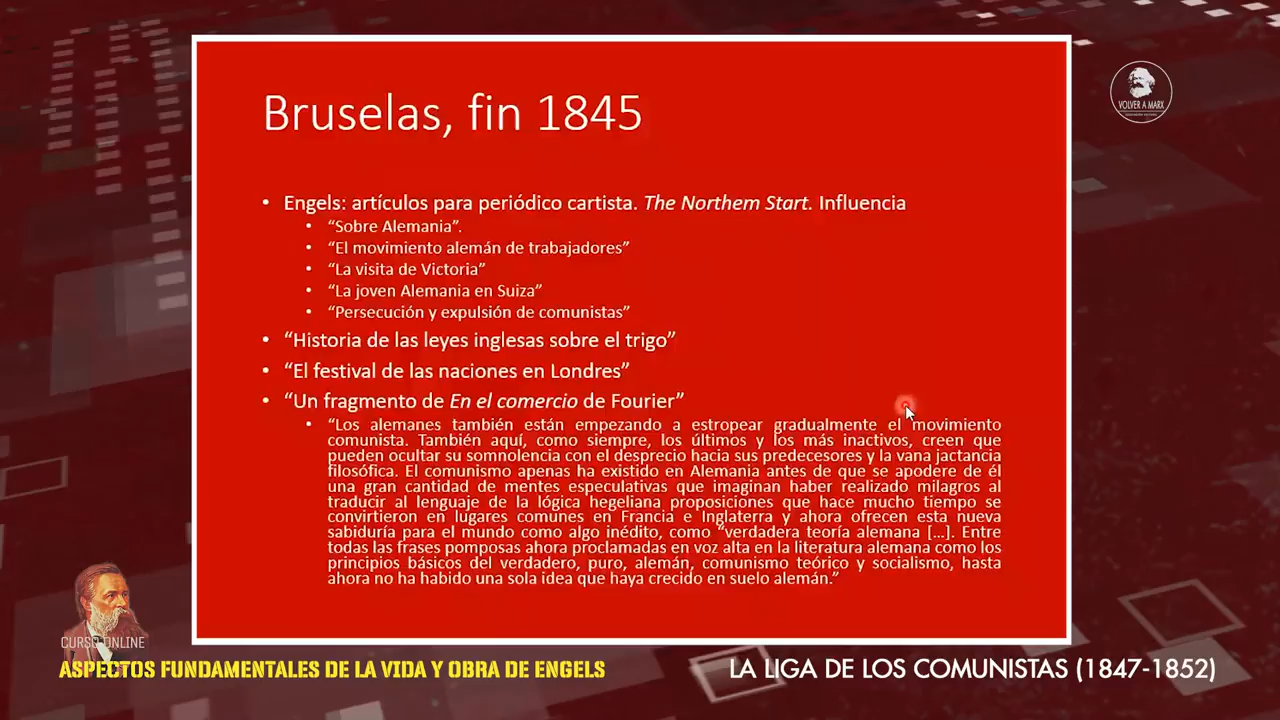 Bruselas, fin 1845
VOLVER A MARX
• Engels: artículos para periódico cartista. The Northem Start. Influencia
• “Sobre Alemania”.
• “El movimiento alemán de trabajadores”
• “La visita de Victoria”
• “La joven Alemania en Suiza”
• “Persecución y expulsión de comunistas”
• “Historia de las leyes inglesas sobre el trigo”
• “El festival de las naciones en Londres”
• “Un fragmento de En el comercio de Fourier”
• “Los alemanes también están empezando a estropear gradualmente el movimiento
comunista. También aquí, como siempre, los últimos y los más inactivos, creen que
pueden ocultar su somnolencia con el desprecio hacia sus predecesores y la vana jactancia
filosófica. El comunismo apenas ha existido en Alemania antes de que se apodere de él
una gran cantidad de mentes especulativas que imaginan haber realizado milagros al
traducir al lenguaje de la lógica hegeliana proposiciones que hace mucho tiempo se
convirtieron en lugares comunes en Francia e Inglaterra y ahora ofrecen esta nueva
sabiduría para el mundo como algo inédito, como “verdadera teoría alemana [...]. Entre
todas las frases pomposas ahora proclamadas en voz alta en la literatura alemana como los
principios básicos del verdadero, puro, alemán, comunismo teórico y socialismo, hasta
ahora no ha habido una sola idea que haya crecido en suelo alemán.”
CURSO ONLINE
ASPECTOS FUNDAMENTALES DE LA VIDA Y OBRA DE ENGELS
LA LIGA DE LOS COMUNISTAS (1847-1852)